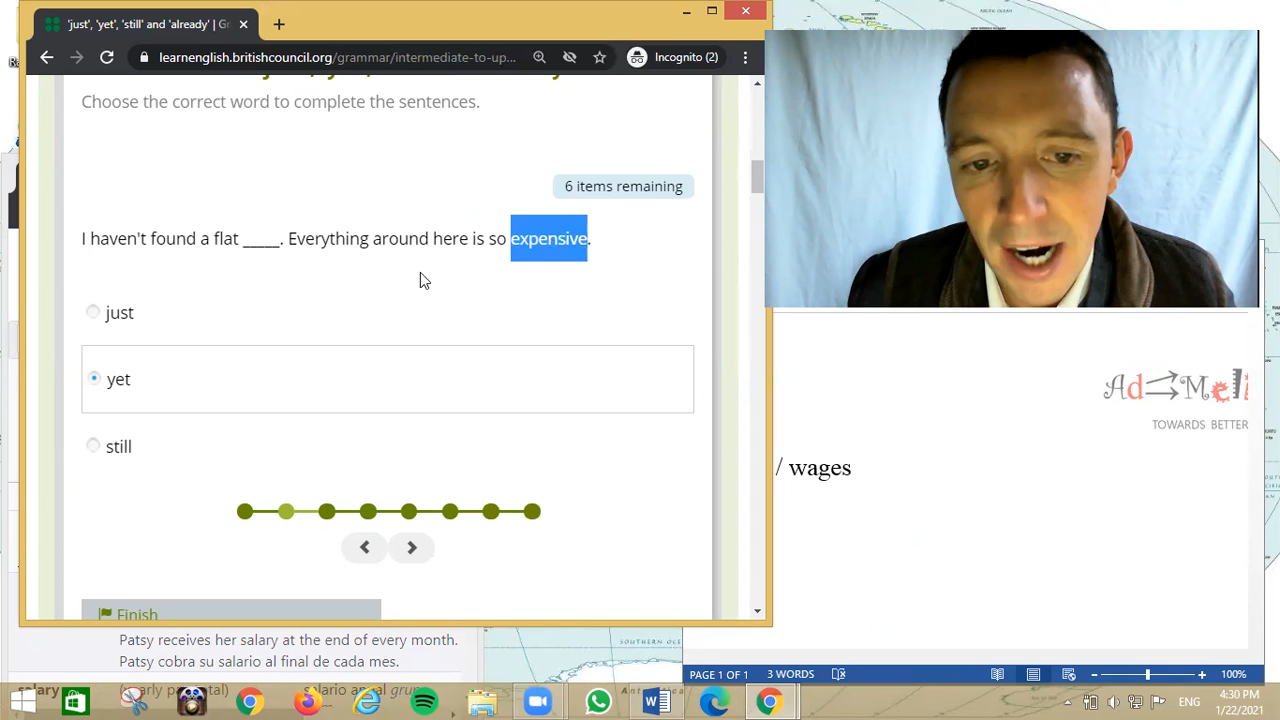 'just', 'yet', 'still' and 'already' | Gr
learnenglish.britishcouncil.org/grammar/intermediate-to-up...
Incognito (2)
Choose the correct word to complete the sentences.
6 items remaining
I haven't found a flat _____. Everything around here is so expensive.
just
yet
still
Finish
Ad Meli
TOWARDS BETTER
/ wages
Patsy receives her salary at the end of every month.
Patsy cobra su salario al final de cada mes.
SOUTHERN OCE
PAGE 1 OF 1
3 WORDS
100%
ENG
4:30 PM
1/22/2021